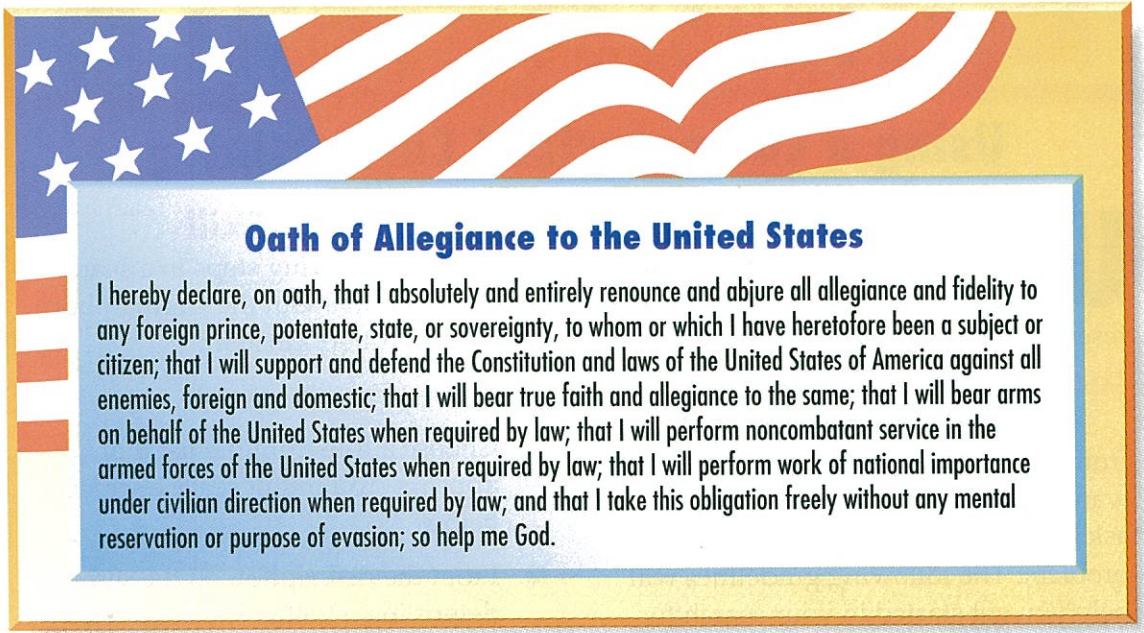 Oath of Allegiance to the United States
I hereby declare, on oath, that I absolutely and entirely renounce and abjure all allegiance and fidelity to
any foreign prince, potentate, state, or sovereignty, to whom or which I have heretofore been a subject or
citizen; that I will support and defend the Constitution and laws of the United States of America against all
enemies, foreign and domestic; that I will bear true faith and allegiance to the same; that I will bear arms
on behalf of the United States when required by law; that I will perform noncombatant service in the
armed forces of the United States when required by law; that I will perform work of national importance
under civilian direction when required by law; and that I take this obligation freely without any mental
reservation or purpose of evasion; so help me God.